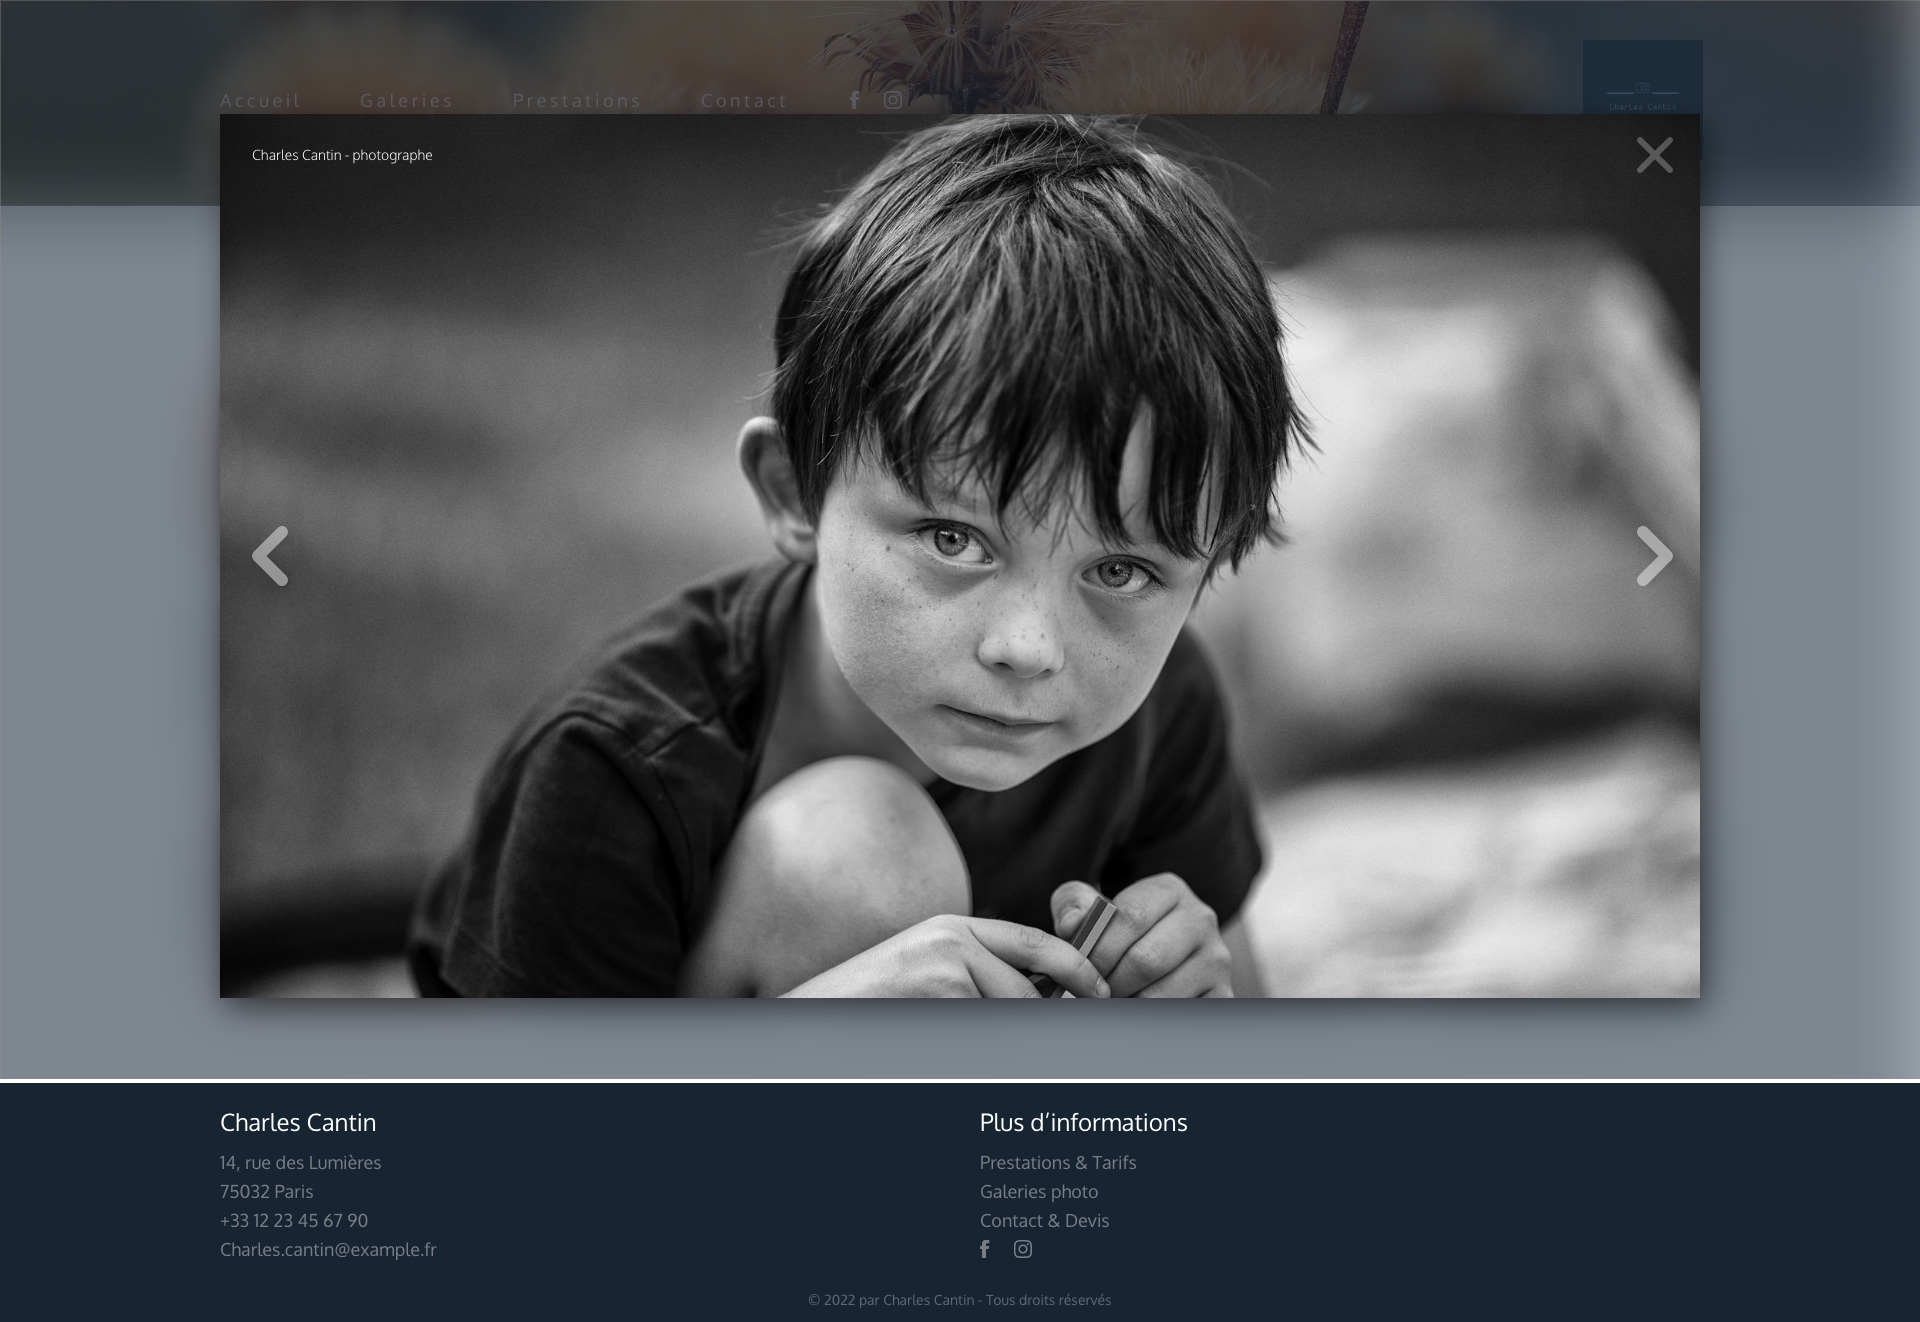 Accueil Galeries Prestations Contact
Charles Cantin
Charles Cantin - photographe
Charles Cantin
14, rue des Lumières
75032 Paris
+33 12 23 45 67 90
Charles.cantin@example.fr
Plus d’informations
Prestations & Tarifs
Galeries photo
Contact & Devis
© 2022 par Charles Cantin - Tous droits réservés